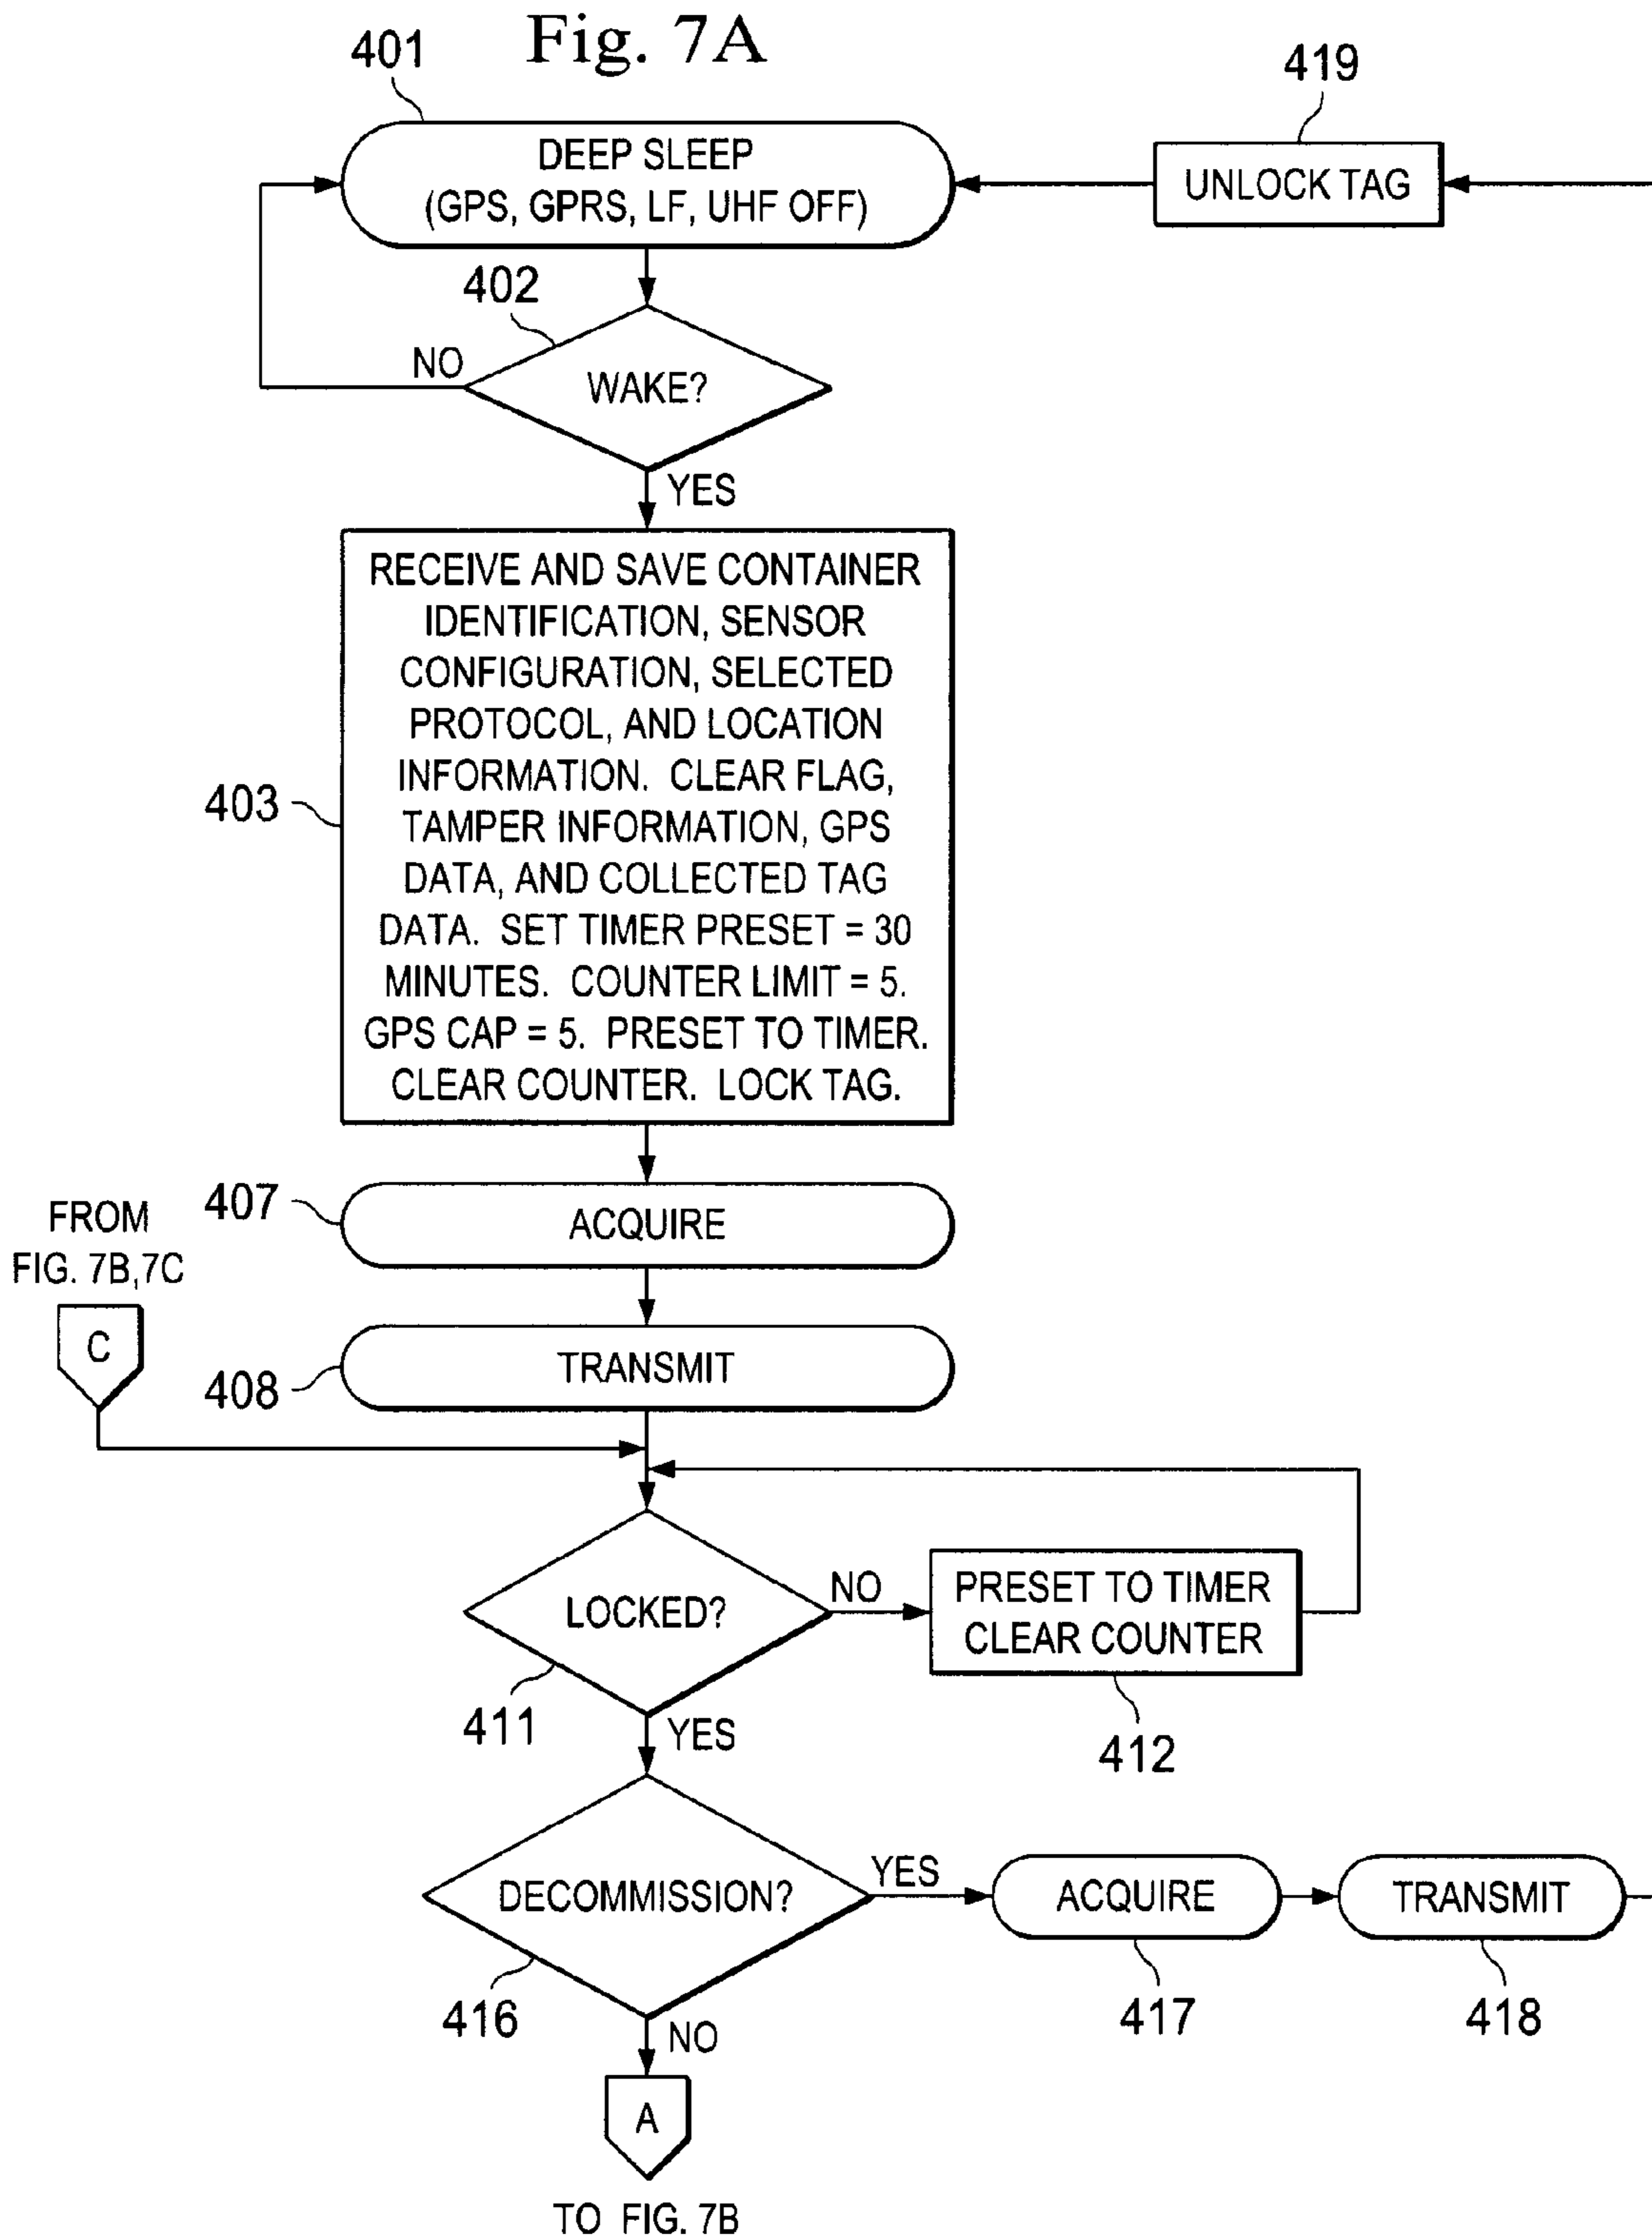 Fig. 7A
401
419
DEEP SLEEP
(GPS, GPRS, LF, UHF OFF)
UNLOCK TAG
402
NO
WAKE?
YES
RECEIVE AND SAVE CONTAINER
IDENTIFICATION, SENSOR
CONFIGURATION, SELECTED
PROTOCOL, AND LOCATION
INFORMATION. CLEAR FLAG,
TAMPER INFORMATION, GPS
DATA, AND COLLECTED TAG
DATA. SET TIMER PRESET = 30
MINUTES. COUNTER LIMIT = 5.
GPS CAP = 5. PRESET TO TIMER.
CLEAR COUNTER. LOCK TAG.
403
407
ACQUIRE
FROM
FIG. 7B,7C
C
408
TRANSMIT
LOCKED?
NO
PRESET TO TIMER
CLEAR COUNTER
411
YES
412
DECOMMISSION?
YES
ACQUIRE
TRANSMIT
416
417
418
NO
A
TO FIG. 7B